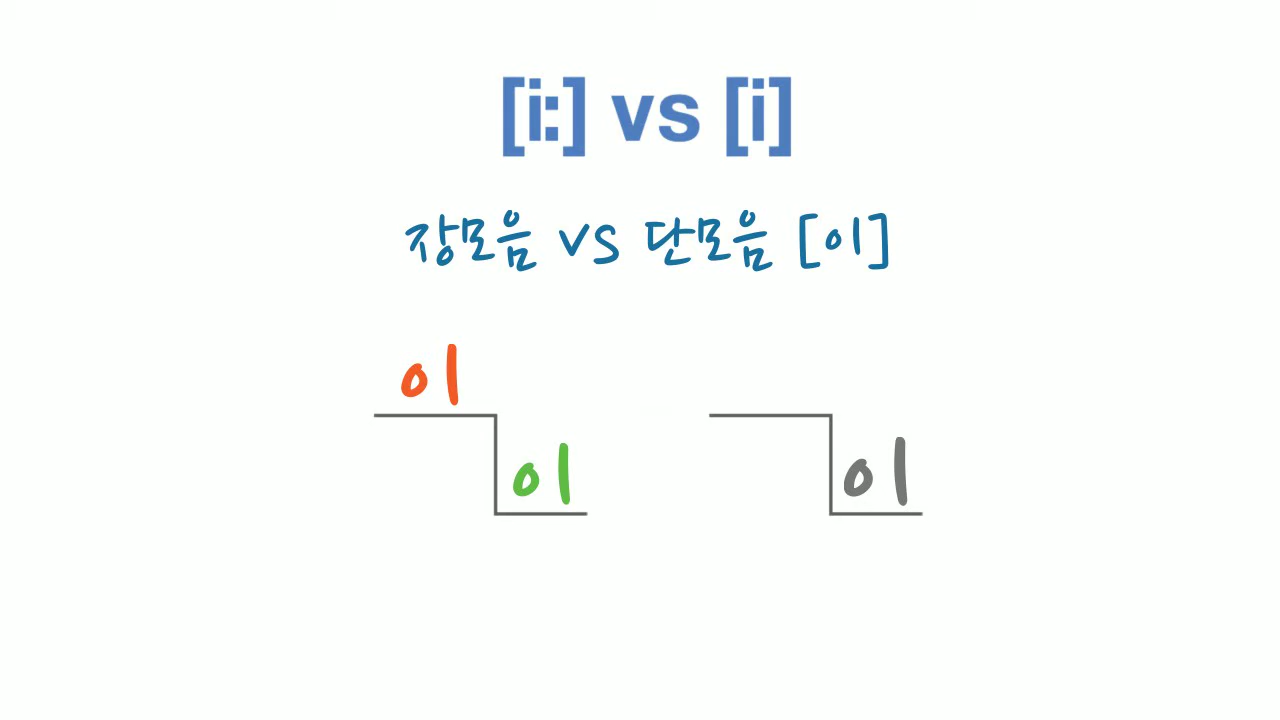 [i:] vs [i]
장모음 vs 단모음 [이]
이
이 이